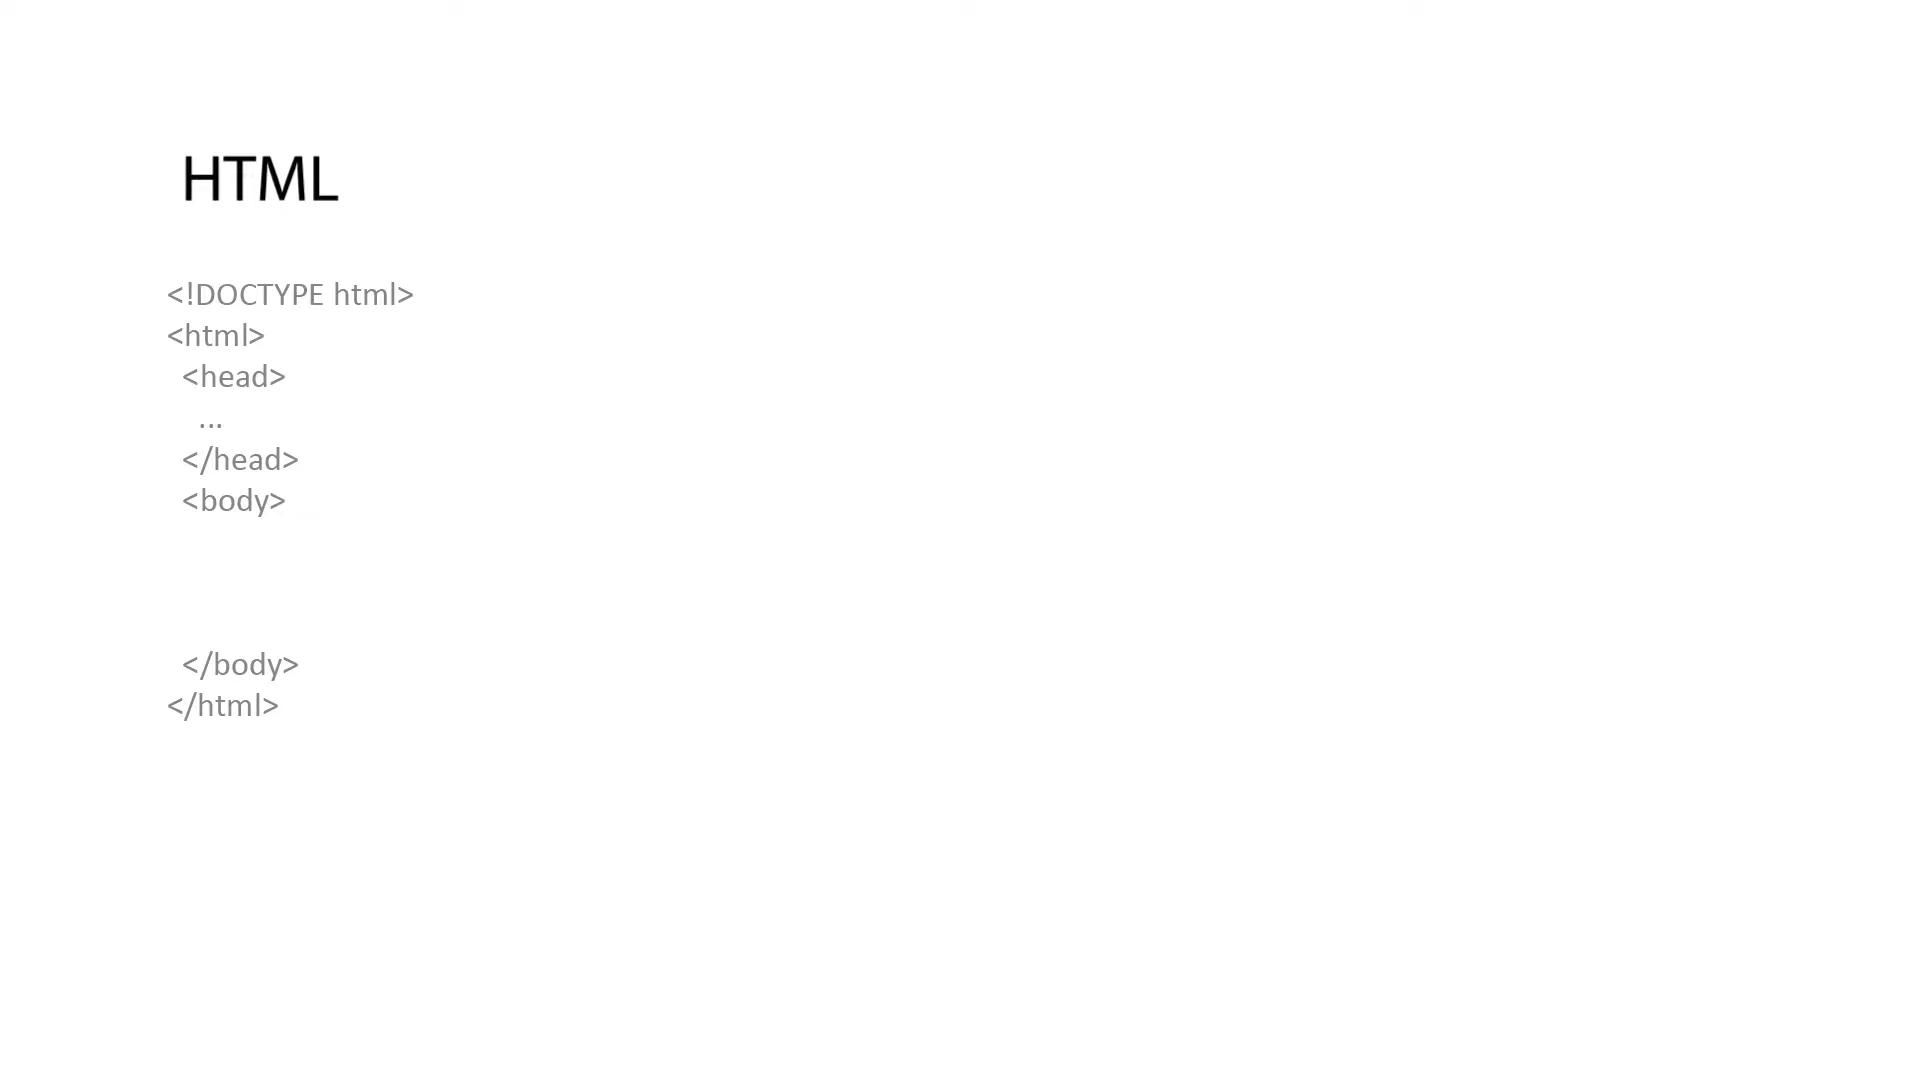 HTML
<!DOCTYPE html>
<html>
<head>
...
</head>
<body>
</body>
</html>